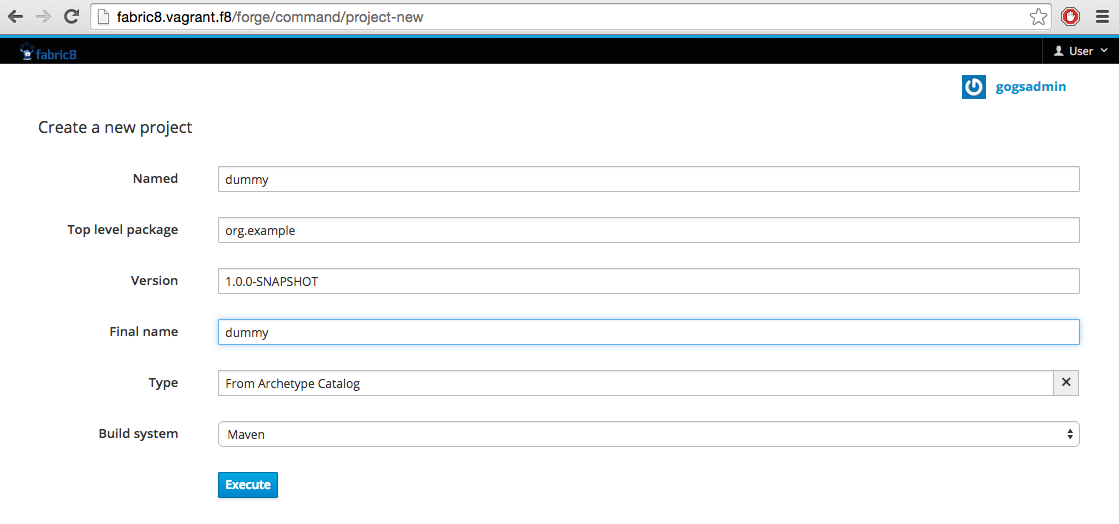 fabric8.vagrant.f8/forge/command/project-new
fabric8
User
gogsadmin
Create a new project
Named
dummy
Top level package
org.example
Version
1.0.0-SNAPSHOT
Final name
dummy
Type
From Archetype Catalog
Build system
Maven
Execute